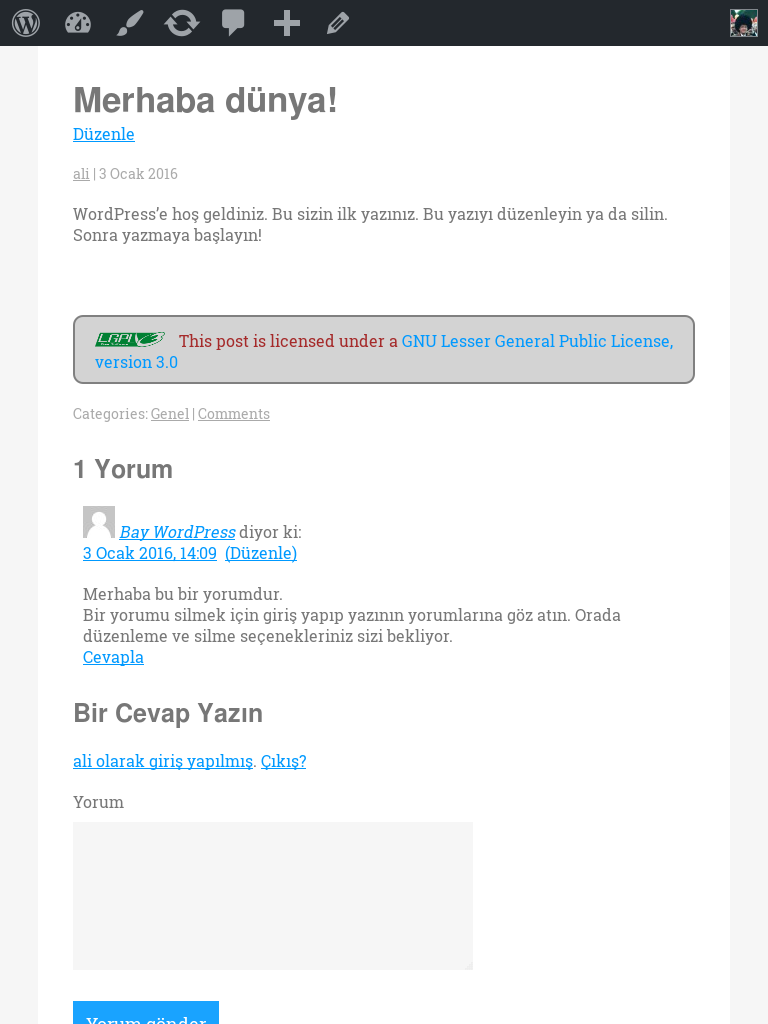 Merhaba dünya!
Düzenle
ali | 3 Ocak 2016
WordPress’e hoş geldiniz. Bu sizin ilk yazınız. Bu yazıyı düzenleyin ya da silin.
Sonra yazmaya başlayın!
This post is licensed under a GNU Lesser General Public License,
version 3.0
Categories: Genel | Comments
1 Yorum
Bay WordPress diyor ki:
3 Ocak 2016, 14:09 (Düzenle)
Merhaba bu bir yorumdur.
Bir yorumu silmek için giriş yapıp yazının yorumlarına göz atın. Orada
düzenleme ve silme seçenekleriniz sizi bekliyor.
Cevapla
Bir Cevap Yazın
ali olarak giriş yapılmış. Çıkış?
Yorum
Yorum gönder